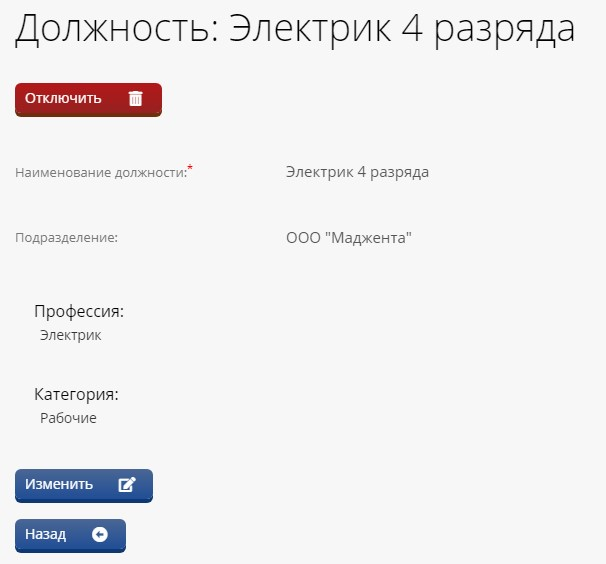 Должность: Электрик 4 разряда
Отключить
Наименование должности:* Электрик 4 разряда
Подразделение: ООО "Маджента"
Профессия:
Электрик
Категория:
Рабочие
Изменить
Назад